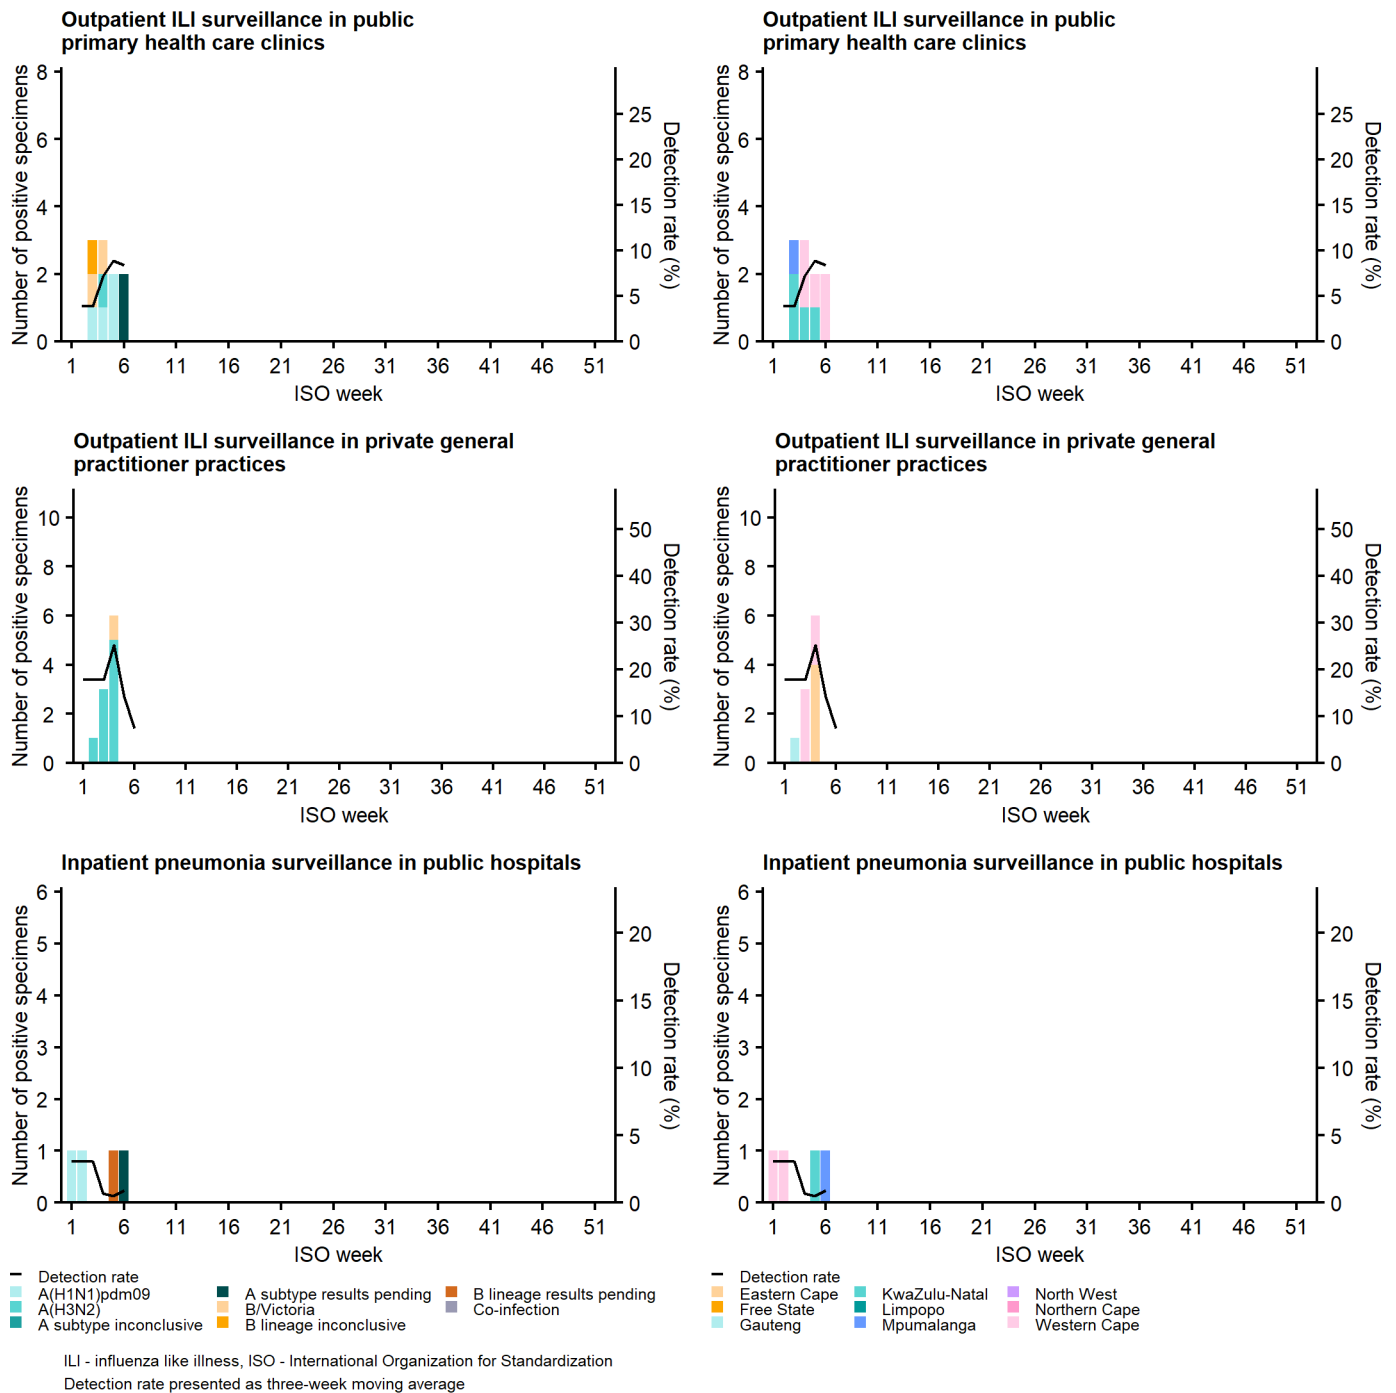 Outpatient ILI surveillance in public
primary health care clinics
Number of positive specimens
8
6
4
2
0
25
20
15
10
5
0
Detection rate (%)
1 6 11 16 21 26 31 36 41 46 51
ISO week
Outpatient ILI surveillance in public
primary health care clinics
Number of positive specimens
8
6
4
2
0
25
20
15
10
5
0
Detection rate (%)
1 6 11 16 21 26 31 36 41 46 51
ISO week
Outpatient ILI surveillance in private general
practitioner practices
Number of positive specimens
10
8
6
4
2
0
50
40
30
20
10
0
Detection rate (%)
1 6 11 16 21 26 31 36 41 46 51
ISO week
Outpatient ILI surveillance in private general
practitioner practices
Number of positive specimens
10
8
6
4
2
0
50
40
30
20
10
0
Detection rate (%)
1 6 11 16 21 26 31 36 41 46 51
ISO week
Inpatient pneumonia surveillance in public hospitals
Number of positive specimens
6
5
4
3
2
1
0
20
15
10
5
0
Detection rate (%)
1 6 11 16 21 26 31 36 41 46 51
ISO week
Inpatient pneumonia surveillance in public hospitals
Number of positive specimens
6
5
4
3
2
1
0
20
15
10
5
0
Detection rate (%)
1 6 11 16 21 26 31 36 41 46 51
ISO week
Detection rate
A(H1N1)pdm09 A subtype results pending B lineage results pending
A(H3N2) B/Victoria Co-infection
A subtype inconclusive B lineage inconclusive
Detection rate
Eastern Cape KwaZulu-Natal North West
Free State Limpopo Northern Cape
Gauteng Mpumalanga Western Cape
ILI - influenza like illness, ISO - International Organization for Standardization
Detection rate presented as three-week moving average